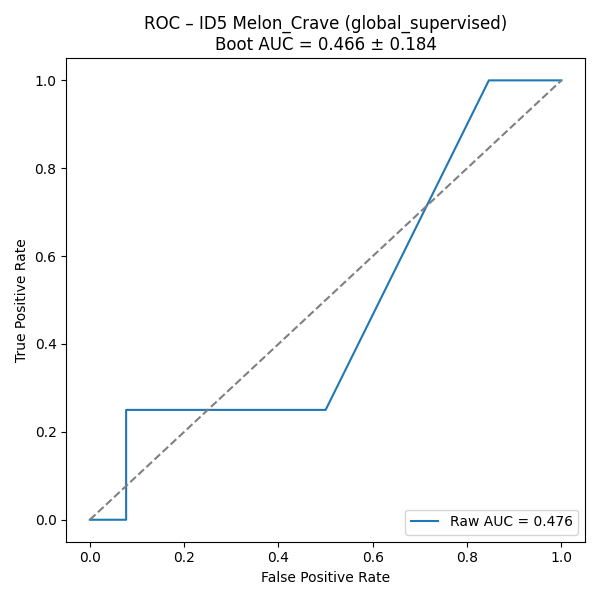 ROC – ID5 Melon_Crave (global_supervised)
Boot AUC = 0.466 ± 0.184
True Positive Rate
1.0
0.8
0.6
0.4
0.2
0.0
Raw AUC = 0.476
0.0 0.2 0.4 0.6 0.8 1.0
False Positive Rate